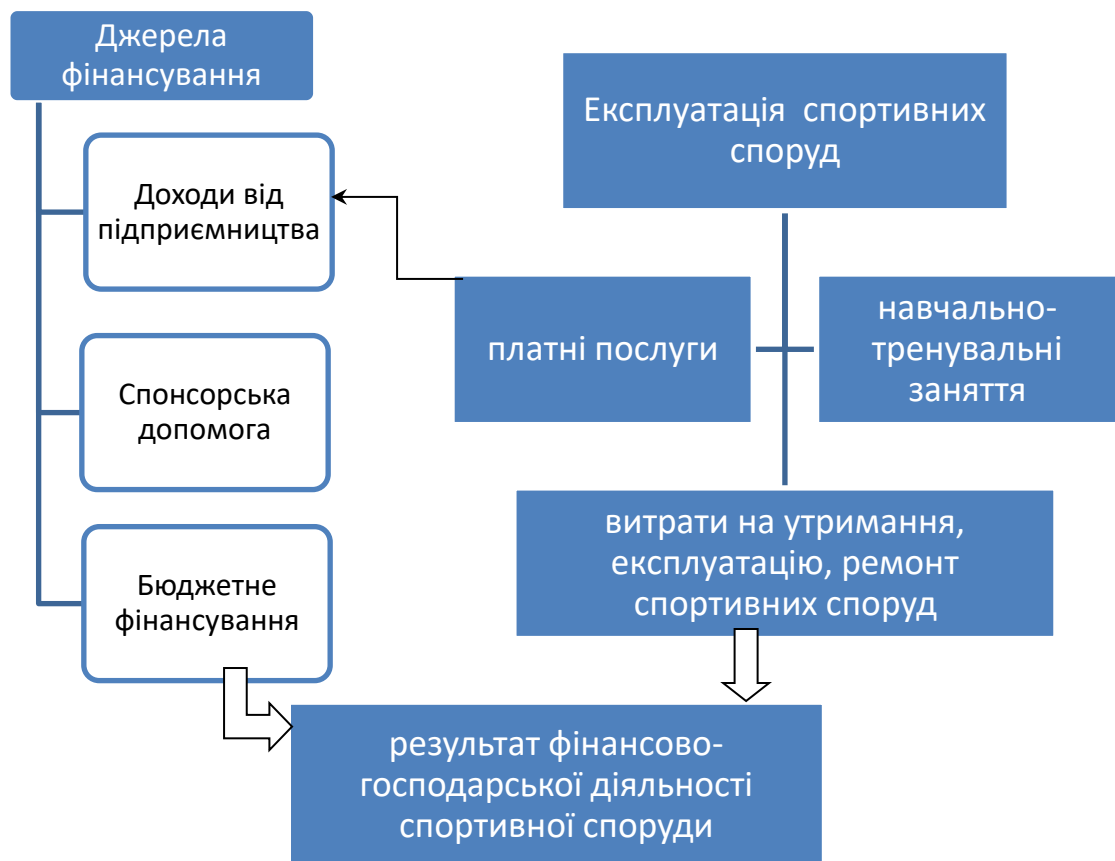 Джерела
фінансування
Доходи від
підприємництва
Спонсорська
допомога
Бюджетне
фінансування
Експлуатація спортивних
споруд
платні послуги
навчально-
тренувальні
заняття
витрати на утримання,
експлуатацію, ремонт
спортивних споруд
результат фінансово-
господарської діяльності
спортивної споруди